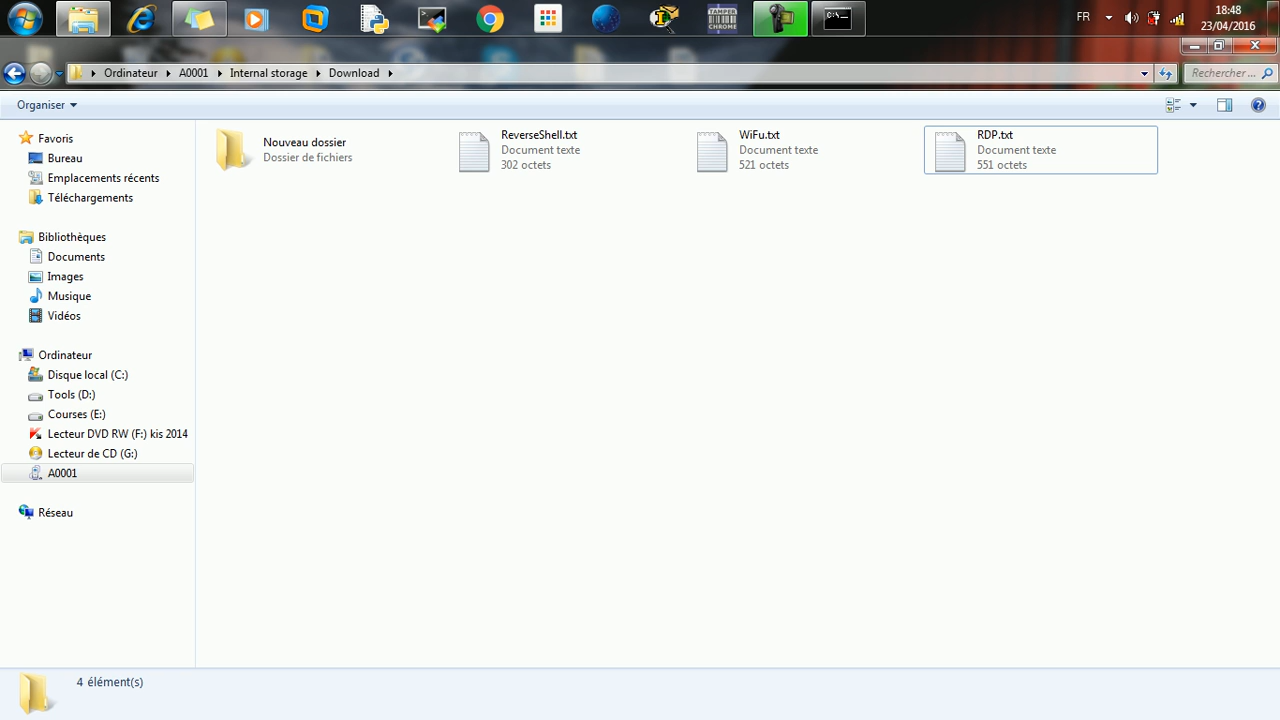 FR
18:48
23/04/2016
TAMPER
CHROME
C:\_
Ordinateur
A0001
Internal storage
Download
Rechercher ...
Organiser
Favoris
Bureau
Emplacements récents
Téléchargements
Bibliothèques
Documents
Images
Musique
Vidéos
Ordinateur
Disque local (C:)
Tools (D:)
Courses (E:)
Lecteur DVD RW (F:) kis 2014
Lecteur de CD (G:)
A0001
Réseau
Nouveau dossier
Dossier de fichiers
ReverseShell.txt
Document texte
302 octets
WiFu.txt
Document texte
521 octets
RDP.txt
Document texte
551 octets
4 élément(s)